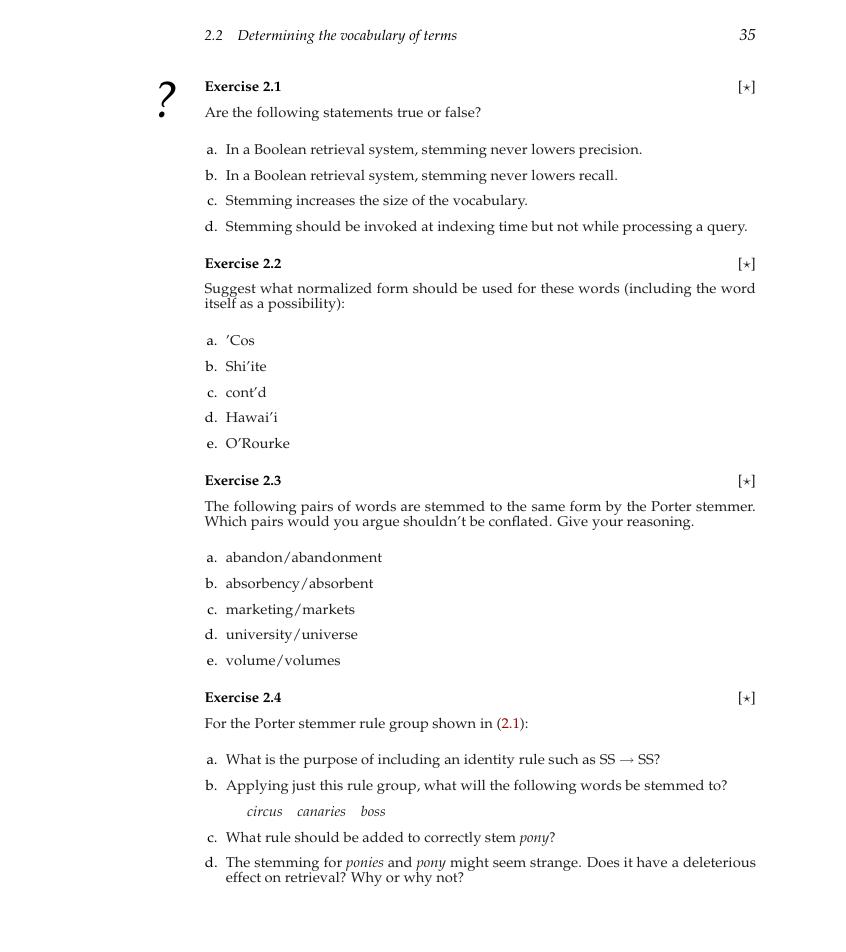 2.2 Determining the vocabulary of terms 35
?
Exercise 2.1 [⋆]
Are the following statements true or false?
a. In a Boolean retrieval system, stemming never lowers precision.
b. In a Boolean retrieval system, stemming never lowers recall.
c. Stemming increases the size of the vocabulary.
d. Stemming should be invoked at indexing time but not while processing a query.
Exercise 2.2 [⋆]
Suggest what normalized form should be used for these words (including the word
itself as a possibility):
a. ’Cos
b. Shi’ite
c. cont’d
d. Hawai’i
e. O’Rourke
Exercise 2.3 [⋆]
The following pairs of words are stemmed to the same form by the Porter stemmer.
Which pairs would you argue shouldn’t be conflated. Give your reasoning.
a. abandon/abandonment
b. absorbency/absorbent
c. marketing/markets
d. university/universe
e. volume/volumes
Exercise 2.4 [⋆]
For the Porter stemmer rule group shown in (2.1):
a. What is the purpose of including an identity rule such as SS → SS?
b. Applying just this rule group, what will the following words be stemmed to?
circus canaries boss
c. What rule should be added to correctly stem pony?
d. The stemming for ponies and pony might seem strange. Does it have a deleterious
effect on retrieval? Why or why not?